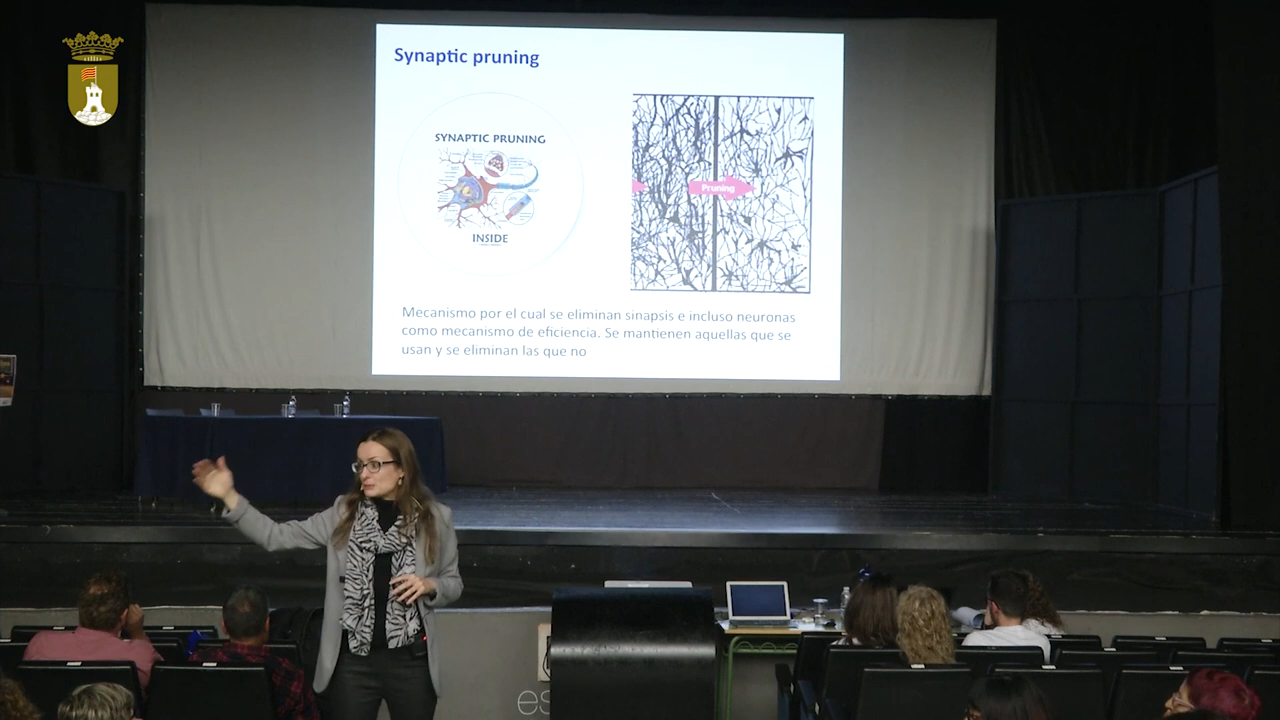 Synaptic pruning
SYNAPTIC PRUNING
INSIDE
Pruning
Mecanismo por el cual se eliminan sinapsis e incluso neuronas
como mecanismo de eficiencia. Se mantienen aquellas que se
usan y se eliminan las que no
es